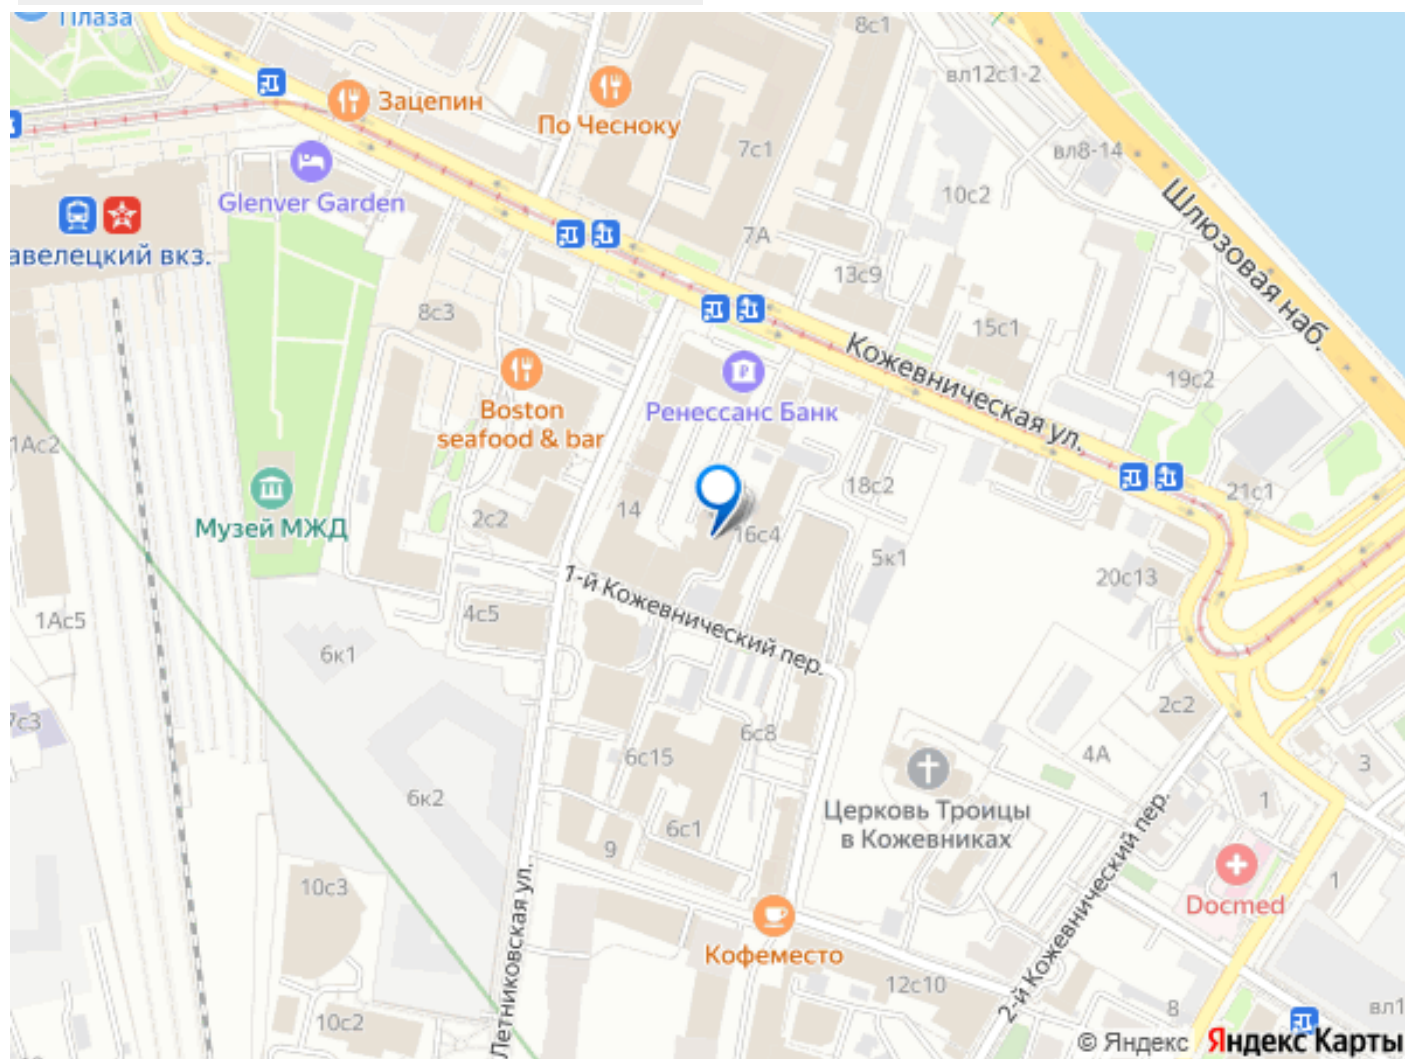 Плаза
8с1
вл12с1-2
Зацепин
По Чесноку
7с1
вл8-14
10с2
Glenver Garden
Шлюзовая наб.
7А
авелецкий вкз.
13с9
8с3
15с1
Кожевническая ул.
19с2
Ренессанс Банк
Boston
seafood & bar
1Ас2
18с2
21с1
14
2с2
16с4
Музей МЖД
5к1
20с13
1-й Кожевнический пер.
4с5
1Ас5
6к1
2с2
7с3
6с8
4А
6с15
3
6к2
1
Церковь Троицы
в Кожевниках
6с1
9
2-й Кожевнический пер.
10с3
1
Docmed
Летниковская ул.
Кофеместо
12с10
8
вл1
10с2
© Яндекс Яндекс Карты